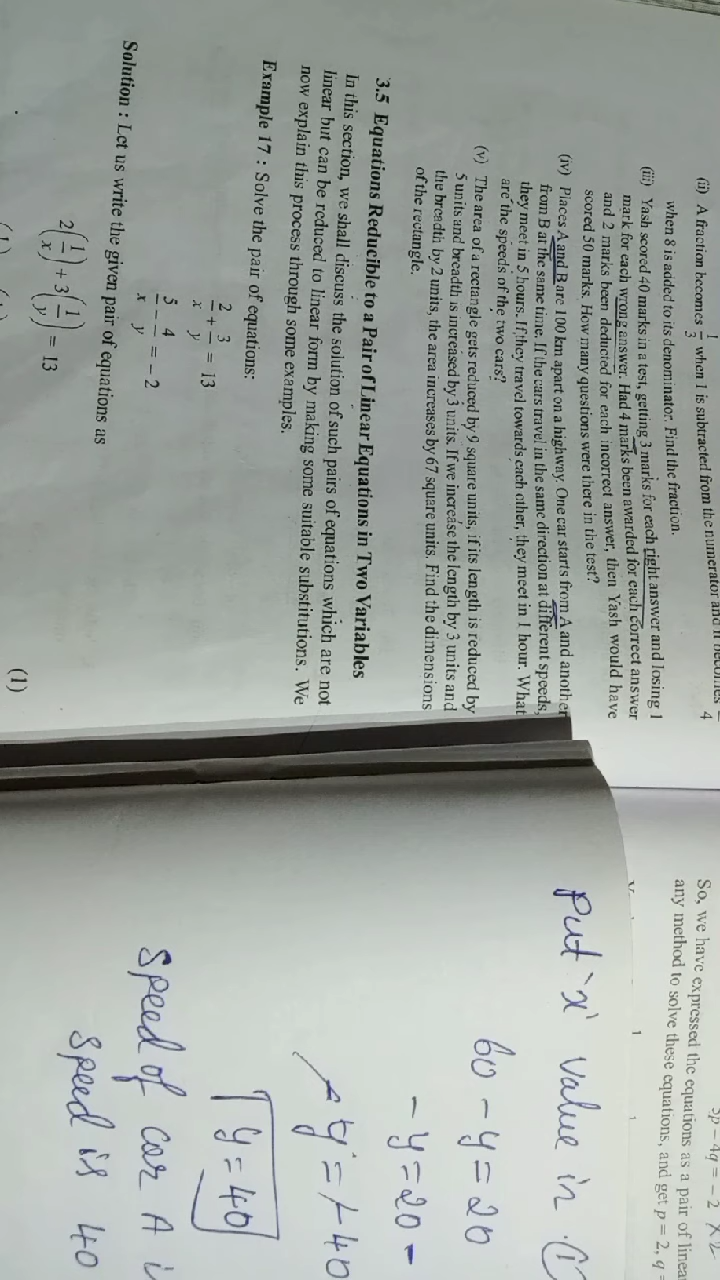 (ii) A fraction becomes 1/3 when 1 is subtracted from the numerator and it becomes
4
when 8 is added to its denominator. Find the fraction.
(iii) Yash scored 40 marks in a test, getting 3 marks for each right answer and losing 1
mark for each wrong answer. Had 4 marks been awarded for each correct answer
and 2 marks been deducted for each incorrect answer, then Yash would have
scored 50 marks. How many questions were there in the test?
(iv) Places A and B are 100 km apart on a highway. One car starts from A and another
from B at the same time. If the cars travel in the same direction at different speeds,
they meet in 5 hours. If they travel towards each other, they meet in 1 hour. What
are the speeds of the two cars?
(v) The area of a rectangle gets reduced by 9 square units, if its length is reduced by
5 units and breadth is increased by 3 units. If we increase the length by 3 units and
the breadth by 2 units, the area increases by 67 square units. Find the dimensions
of the rectangle.
3.5 Equations Reducible to a Pair of Linear Equations in Two Variables
In this section, we shall discuss the solution of such pairs of equations which are not
linear but can be reduced to linear form by making some suitable substitutions. We
now explain this process through some examples.
Example 17 : Solve the pair of equations:
2/x + 3/y = 13
5/x - 4/y = - 2
Solution : Let us write the given pair of equations as
2(1/x) + 3(1/y) = 13 (1)
5p – 4q = – 2
So, we have expressed the equations as a pair of linea
any method to solve these equations, and get p = 2, q =
Put 'x' value in (1
60 - y = 20
- y = 20 -
- y = - 40
y = 40
Speed of car A i
Speed is 40